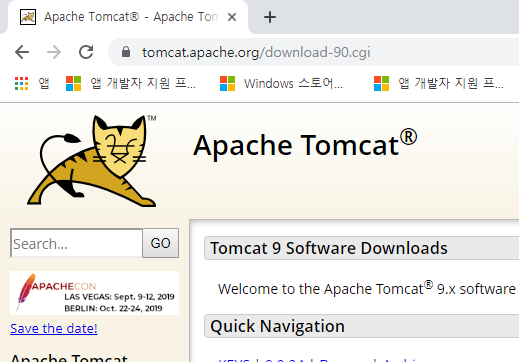 Apache Tomcat® - Apache Tom
tomcat.apache.org/download-90.cgi
앱
앱 개발자 지원 프...
Windows 스토어...
앱 개발자 지원 프...
TM
Apache Tomcat®
Search...
GO
APACHECON
LAS VEGAS: Sept. 9-12, 2019
BERLIN: Oct. 22-24, 2019
Save the date!
Apache Tomcat
Tomcat 9 Software Downloads
Welcome to the Apache Tomcat® 9.x software
Quick Navigation